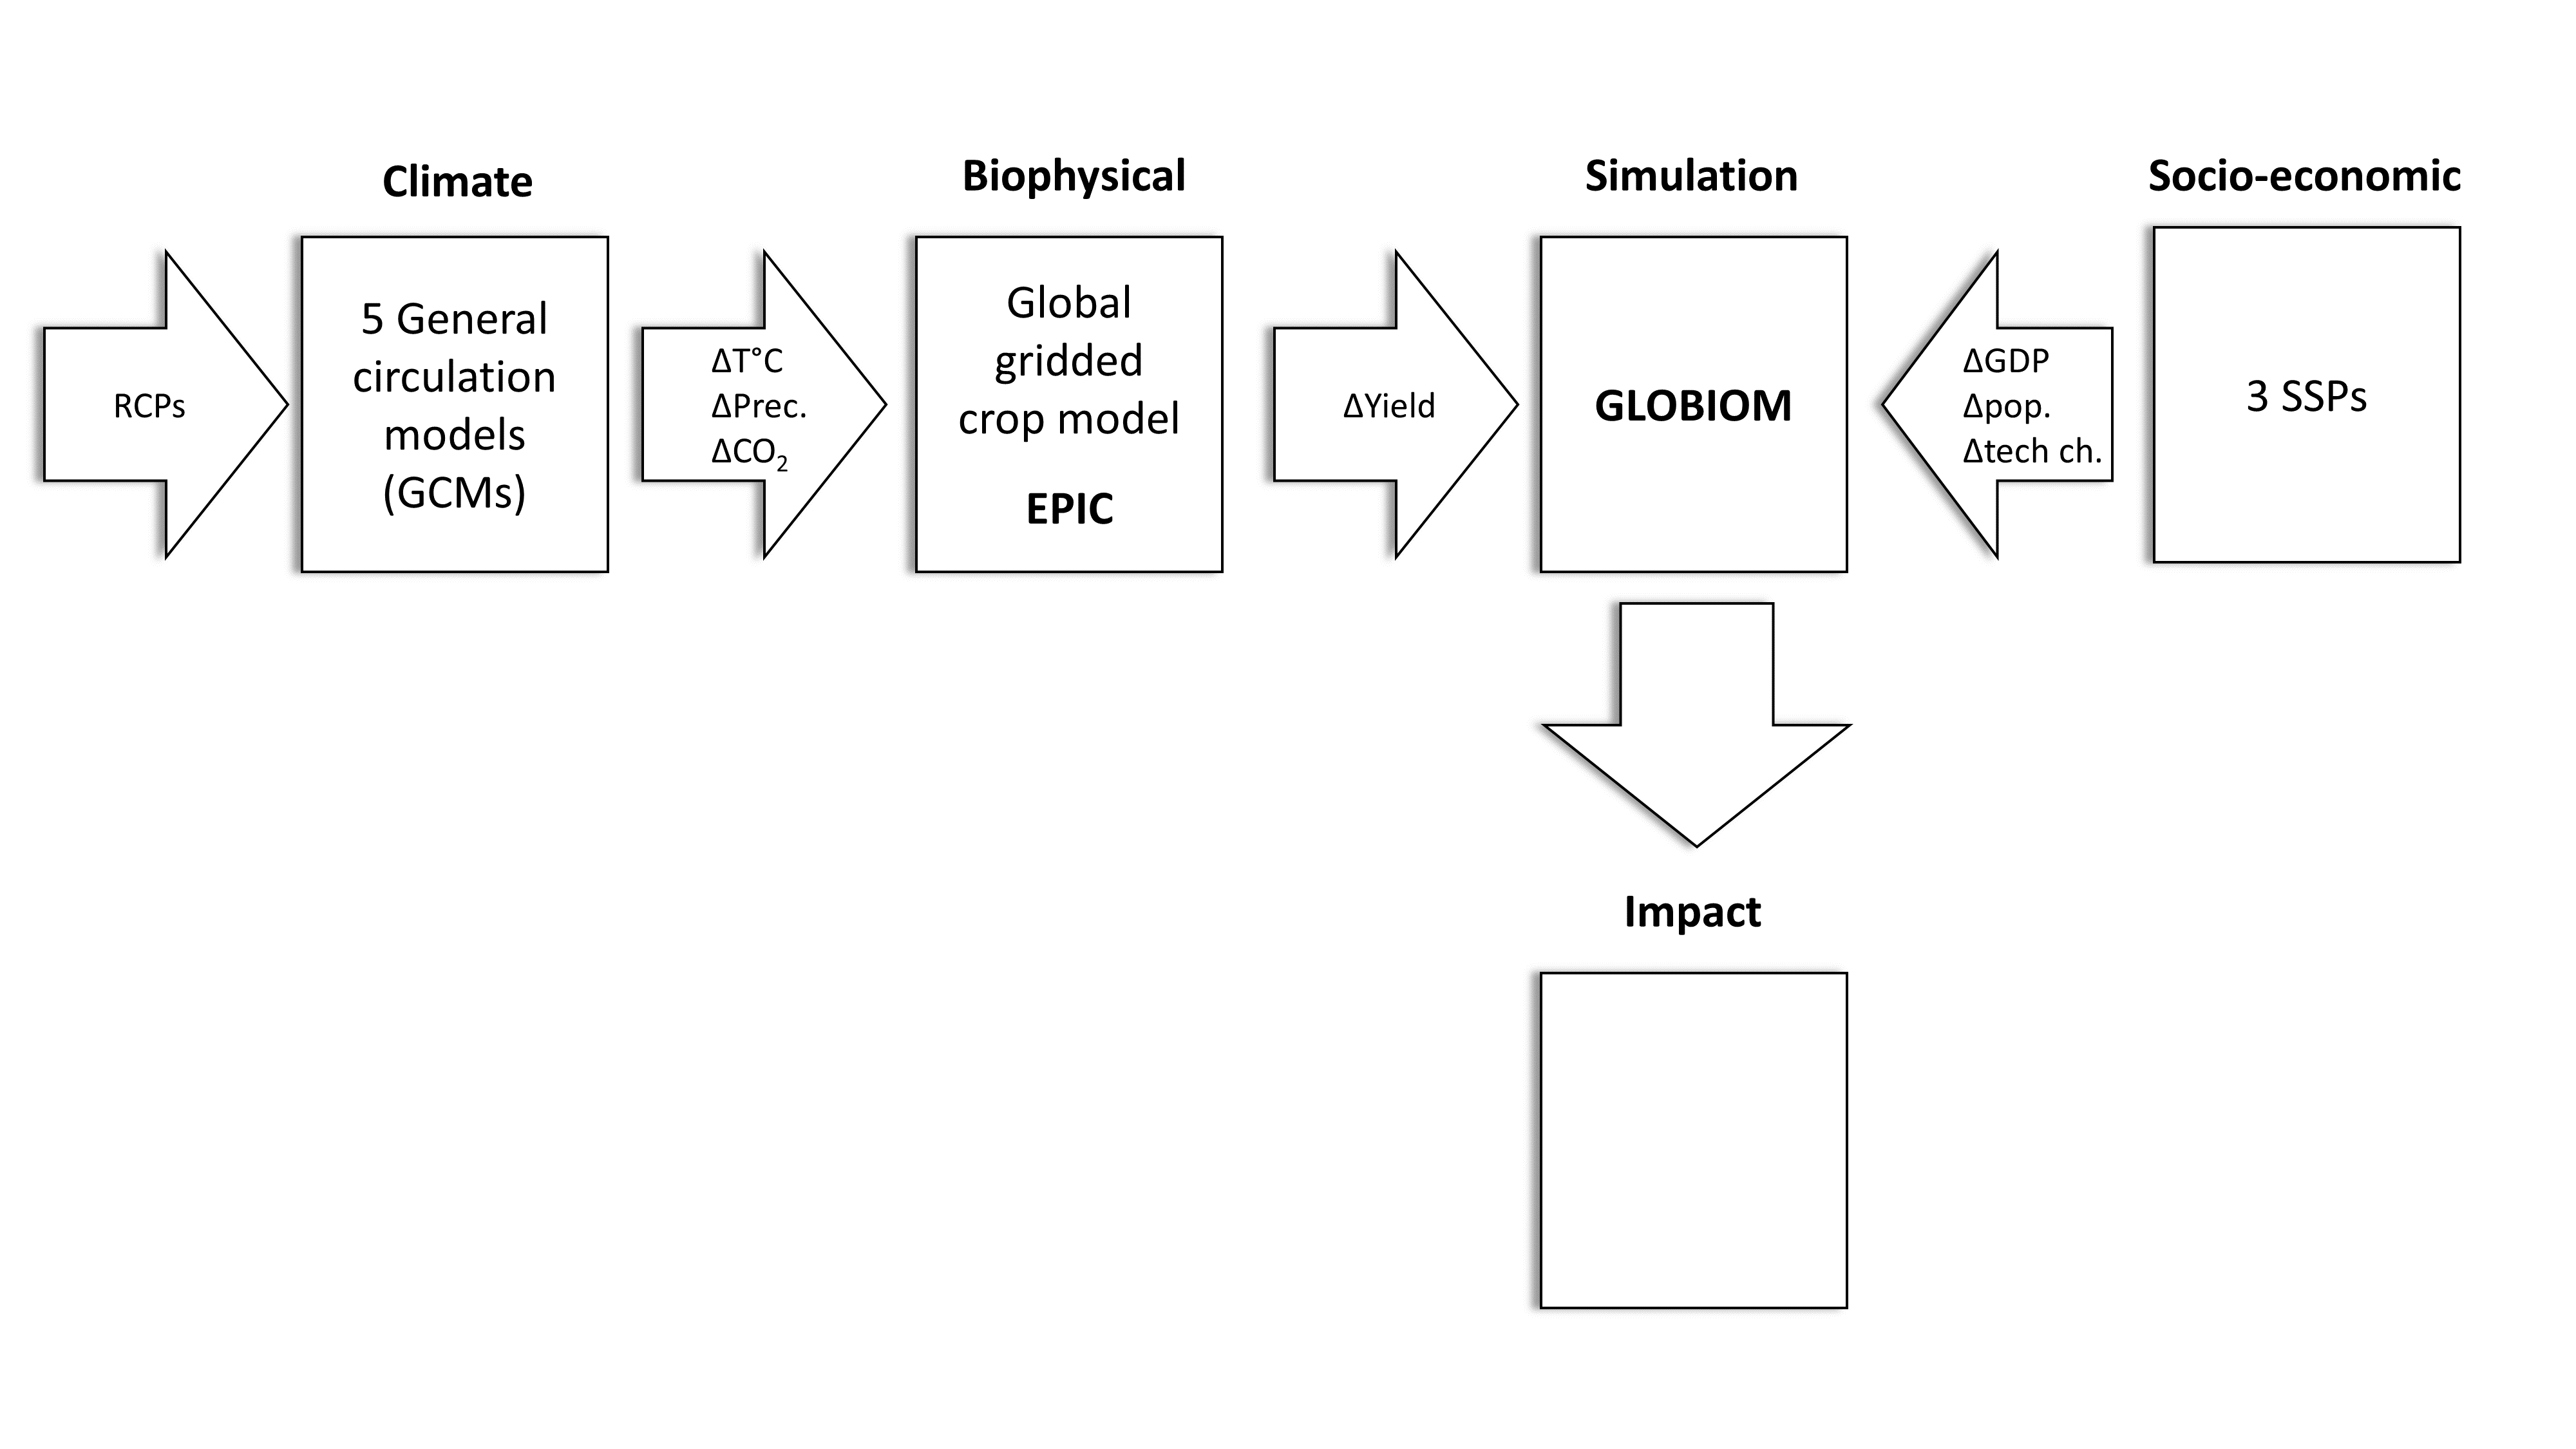 Climate
Biophysical
Simulation
Socio-economic
RCPs
5 General
circulation
models
(GCMs)
ΔT°C
ΔPrec.
ΔCO₂
Global
gridded
crop model
EPIC
ΔYield
GLOBIOM
ΔGDP
Δpop.
Δtech ch.
3 SSPs
Impact